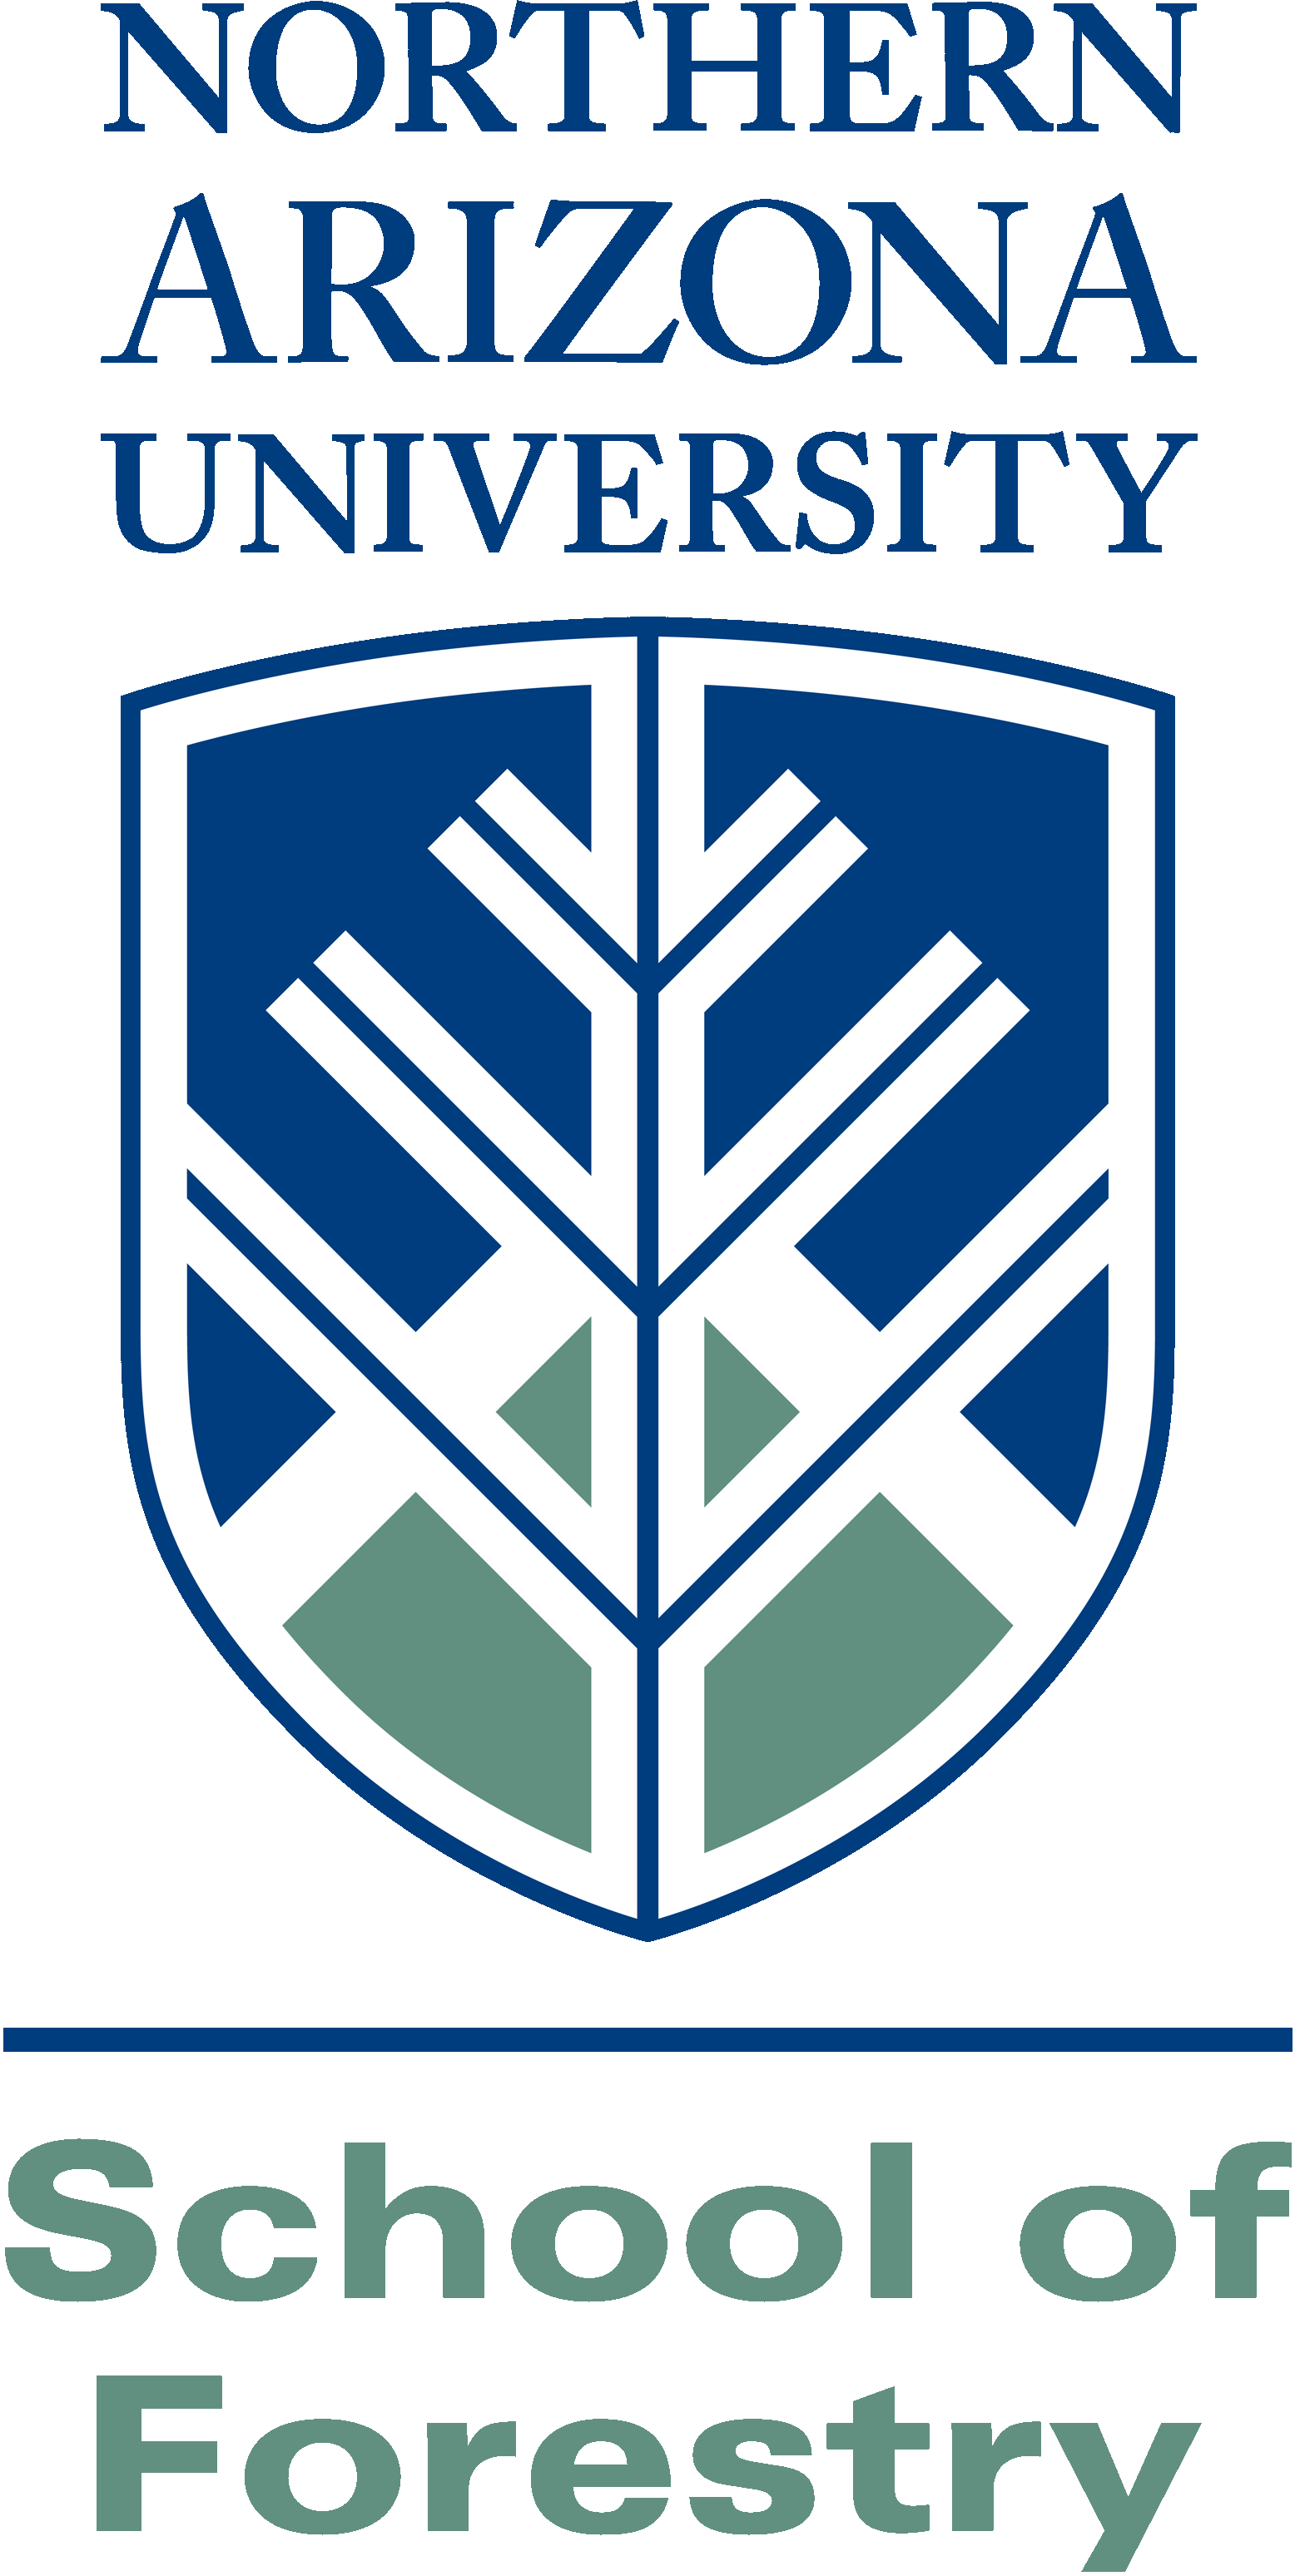 NORTHERN
ARIZONA
UNIVERSITY
School of
Forestry